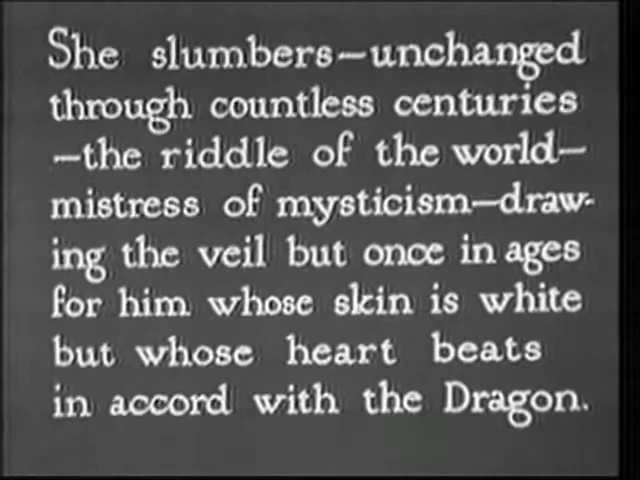 She slumbers—unchanged
through countless centuries
—the riddle of the world—
mistress of mysticism—draw-
ing the veil but once in ages
for him whose skin is white
but whose heart beats
in accord with the Dragon.